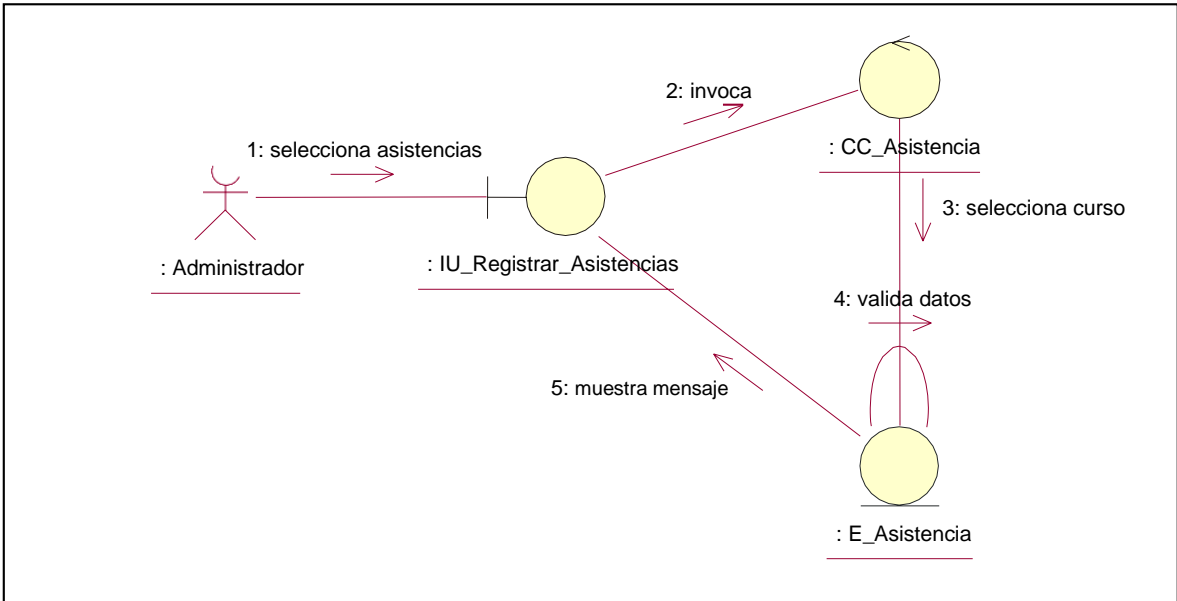 2: invoca
: CC_Asistencia
1: selecciona asistencias
3: selecciona curso
: Administrador
: IU_Registrar_Asistencias
4: valida datos
5: muestra mensaje
: E_Asistencia